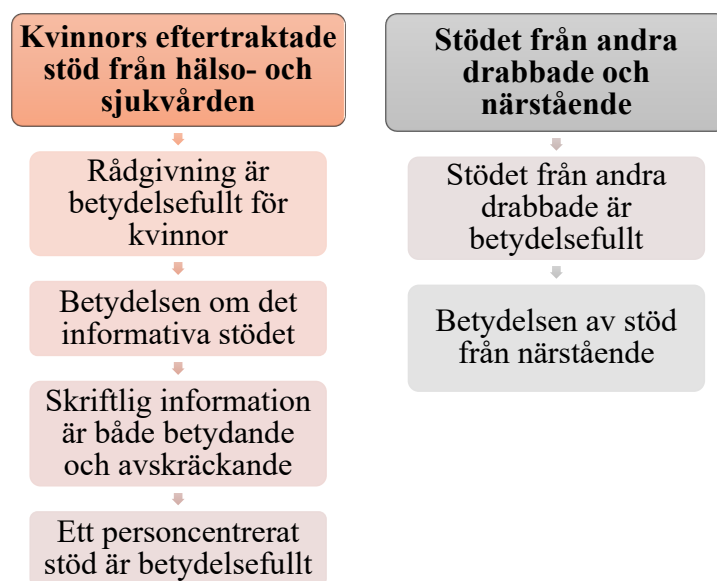 Kvinnors eftertraktade
stöd från hälso- och
sjukvården
Rådgivning är
betydelsefullt för
kvinnor
Betydelsen om det
informativa stödet
Skriftlig information
är både betydande
och avskräckande
Ett personcentrerat
stöd är betydelsefullt
Stödet från andra
drabbade och
närstående
Stödet från andra
drabbade är
betydelsefullt
Betydelsen av stöd
från närstående